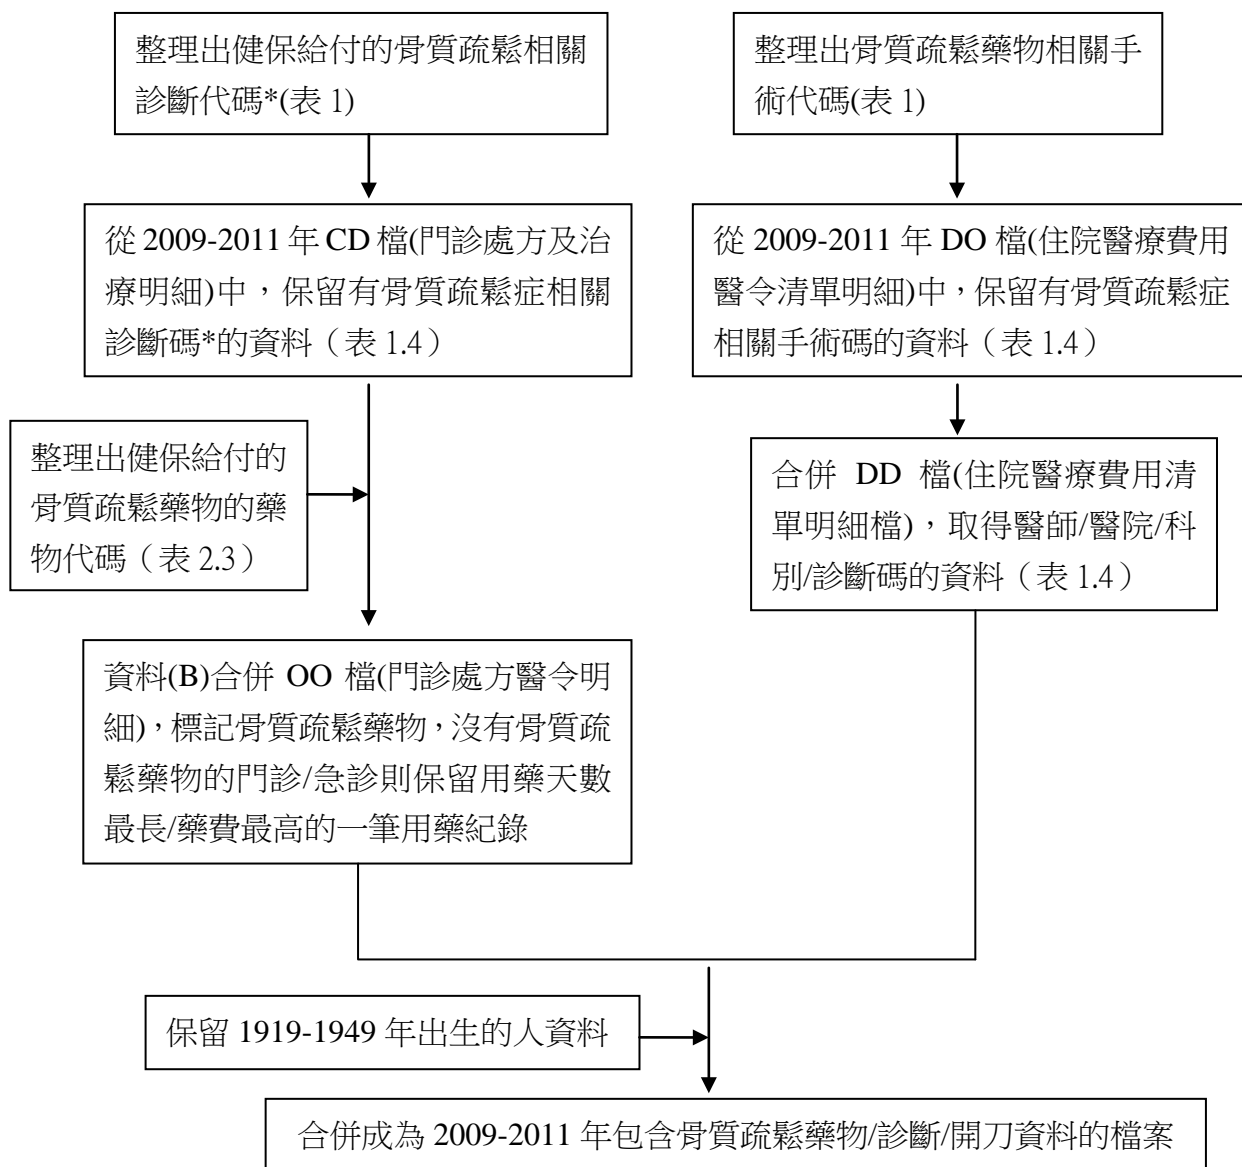 整理出健保給付的骨質疏鬆相關
診斷代碼*(表 1)
整理出骨質疏鬆藥物相關手
術代碼(表 1)
從 2009-2011 年 CD 檔(門診處方及治
療明細)中，保留有骨質疏鬆症相關
診斷碼*的資料（表 1.4）
從 2009-2011 年 DO 檔(住院醫療費用
醫令清單明細)中，保留有骨質疏鬆症
相關手術碼的資料（表 1.4）
整理出健保給付的
骨質疏鬆藥物的藥
物代碼（表 2.3）
合併 DD 檔(住院醫療費用清
單明細檔)，取得醫師/醫院/科
別/診斷碼的資料（表 1.4）
資料(B)合併 OO 檔(門診處方醫令明
細)，標記骨質疏鬆藥物，沒有骨質疏
鬆藥物的門診/急診則保留用藥天數
最長/藥費最高的一筆用藥紀錄
保留 1919-1949 年出生的人資料
合併成為 2009-2011 年包含骨質疏鬆藥物/診斷/開刀資料的檔案